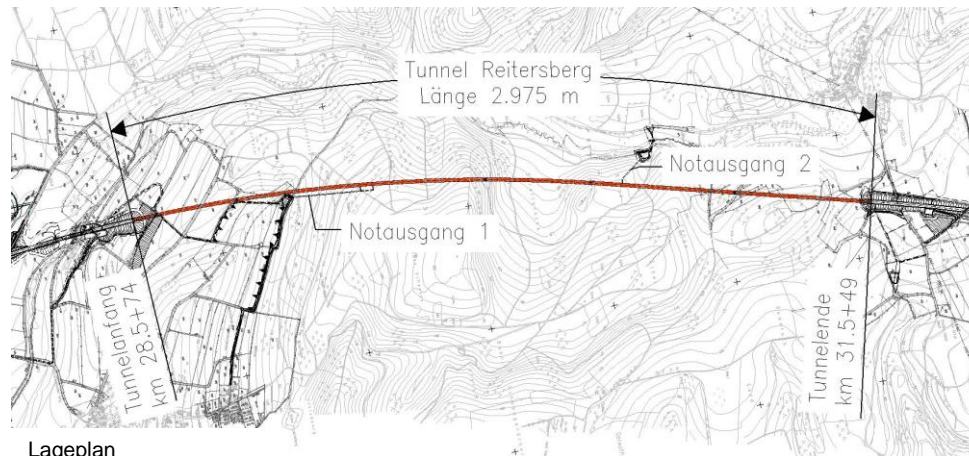 Tunnel Reitersberg
Länge 2.975 m
Notausgang 2
Notausgang 1
Tunnelanfang
km 28.5+74
Tunnelende
km 31.5+49
Lageplan